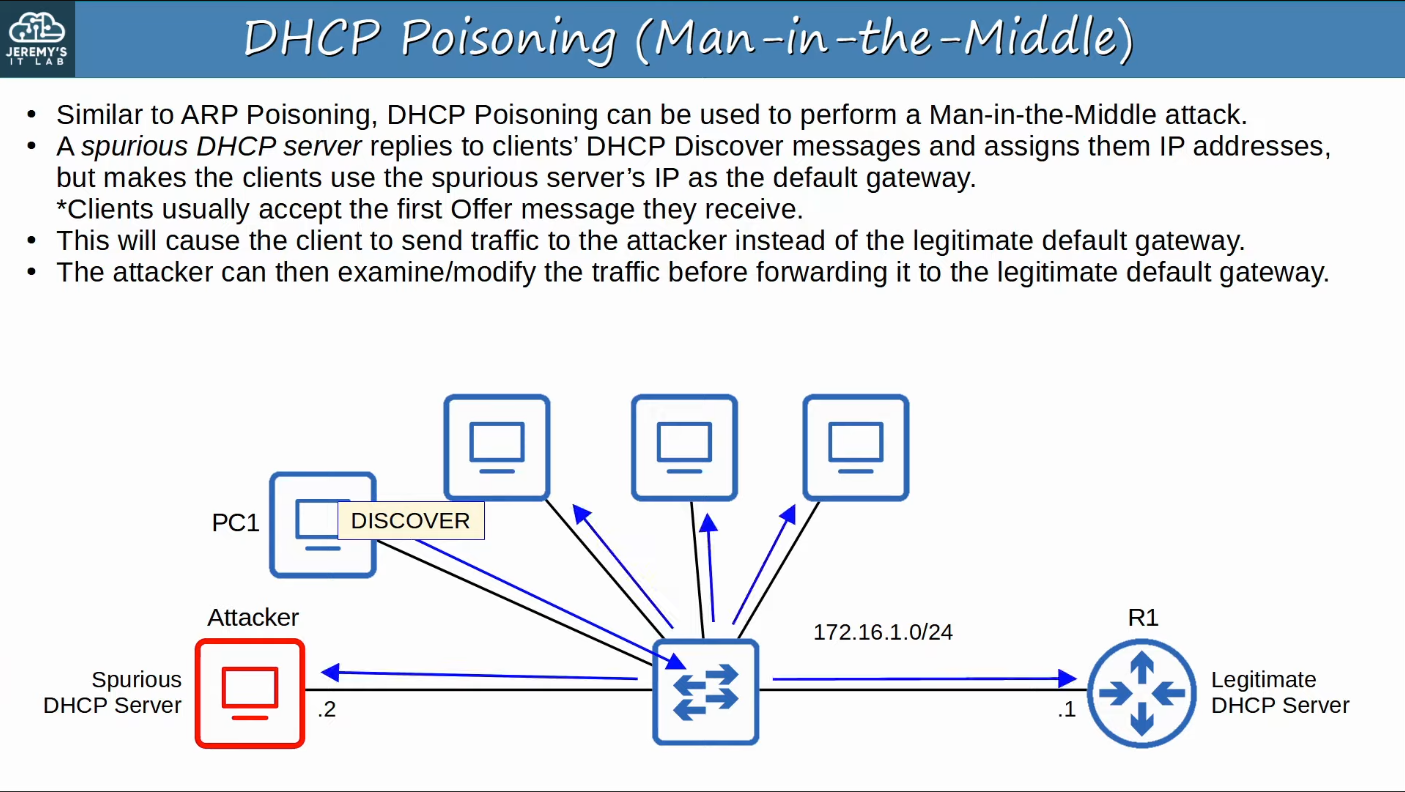 JEREMY'S
IT LAB
DHCP Poisoning (Man-in-the-Middle)
• Similar to ARP Poisoning, DHCP Poisoning can be used to perform a Man-in-the-Middle attack.
• A spurious DHCP server replies to clients’ DHCP Discover messages and assigns them IP addresses,
but makes the clients use the spurious server’s IP as the default gateway.
*Clients usually accept the first Offer message they receive.
• This will cause the client to send traffic to the attacker instead of the legitimate default gateway.
• The attacker can then examine/modify the traffic before forwarding it to the legitimate default gateway.
PC1
DISCOVER
Attacker
172.16.1.0/24
R1
Spurious
DHCP Server
.2
.1
Legitimate
DHCP Server